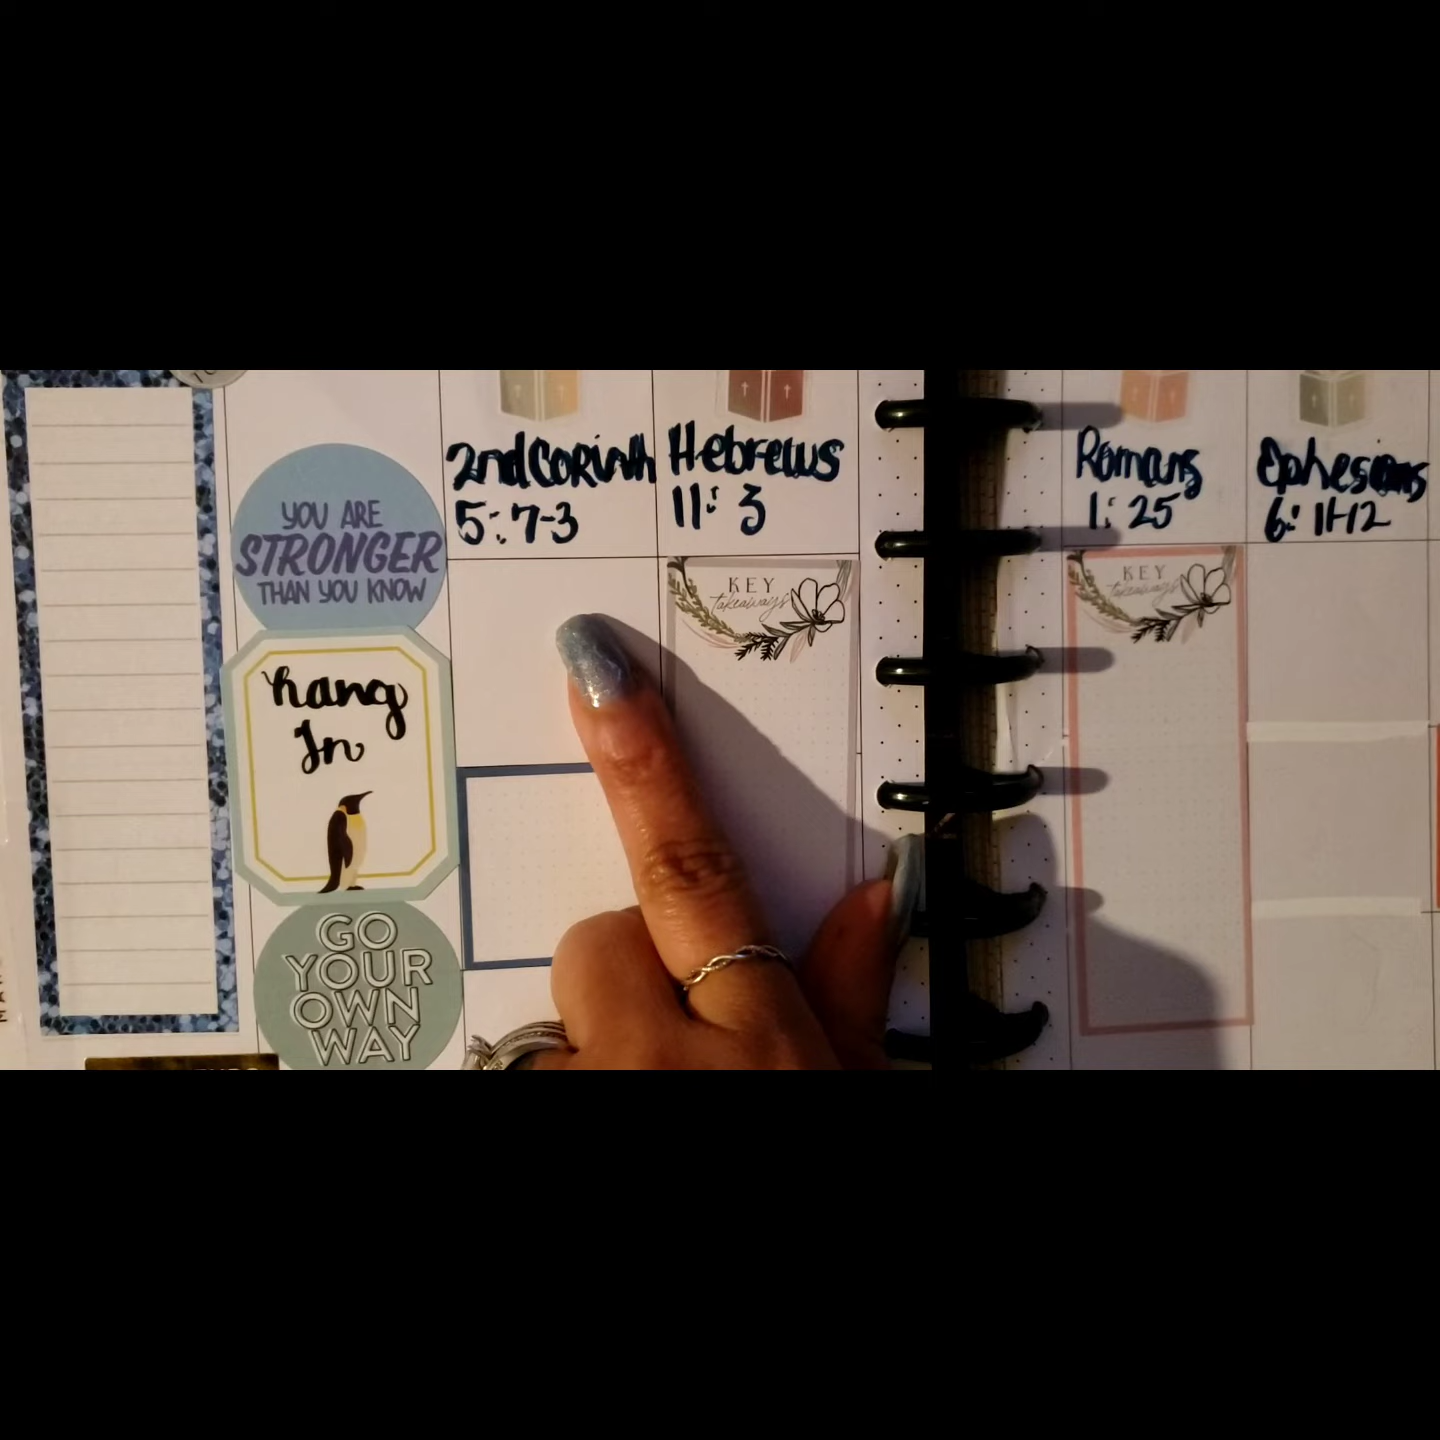 YOU ARE
STRONGER
THAN YOU KNOW
hang
In
GO
YOUR
OWN
WAY
2nd Corinth
5:7-3
Hebrews
11:3
KEY
takeaways
Romans
1:25
KEY
takeaways
Ephesians
6:11-12